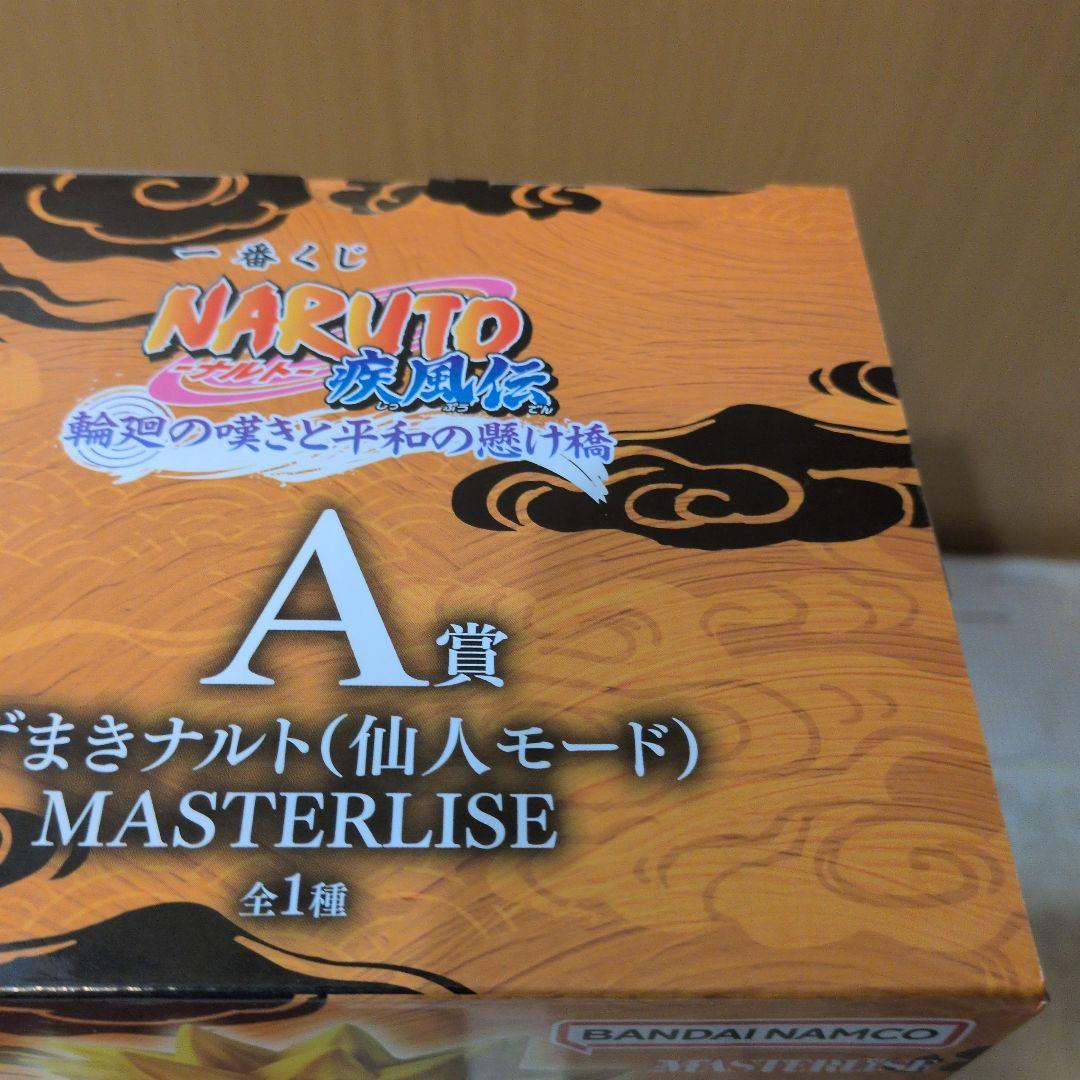 一番くじ
NARUTO
-ナルト-
疾風伝
しっ ぷう でん
輪廻の嘆きと平和の懸け橋
A賞
ずまきナルト(仙人モード)
MASTERLISE
全1種
BANDAI NAMCO
MASTERLISE